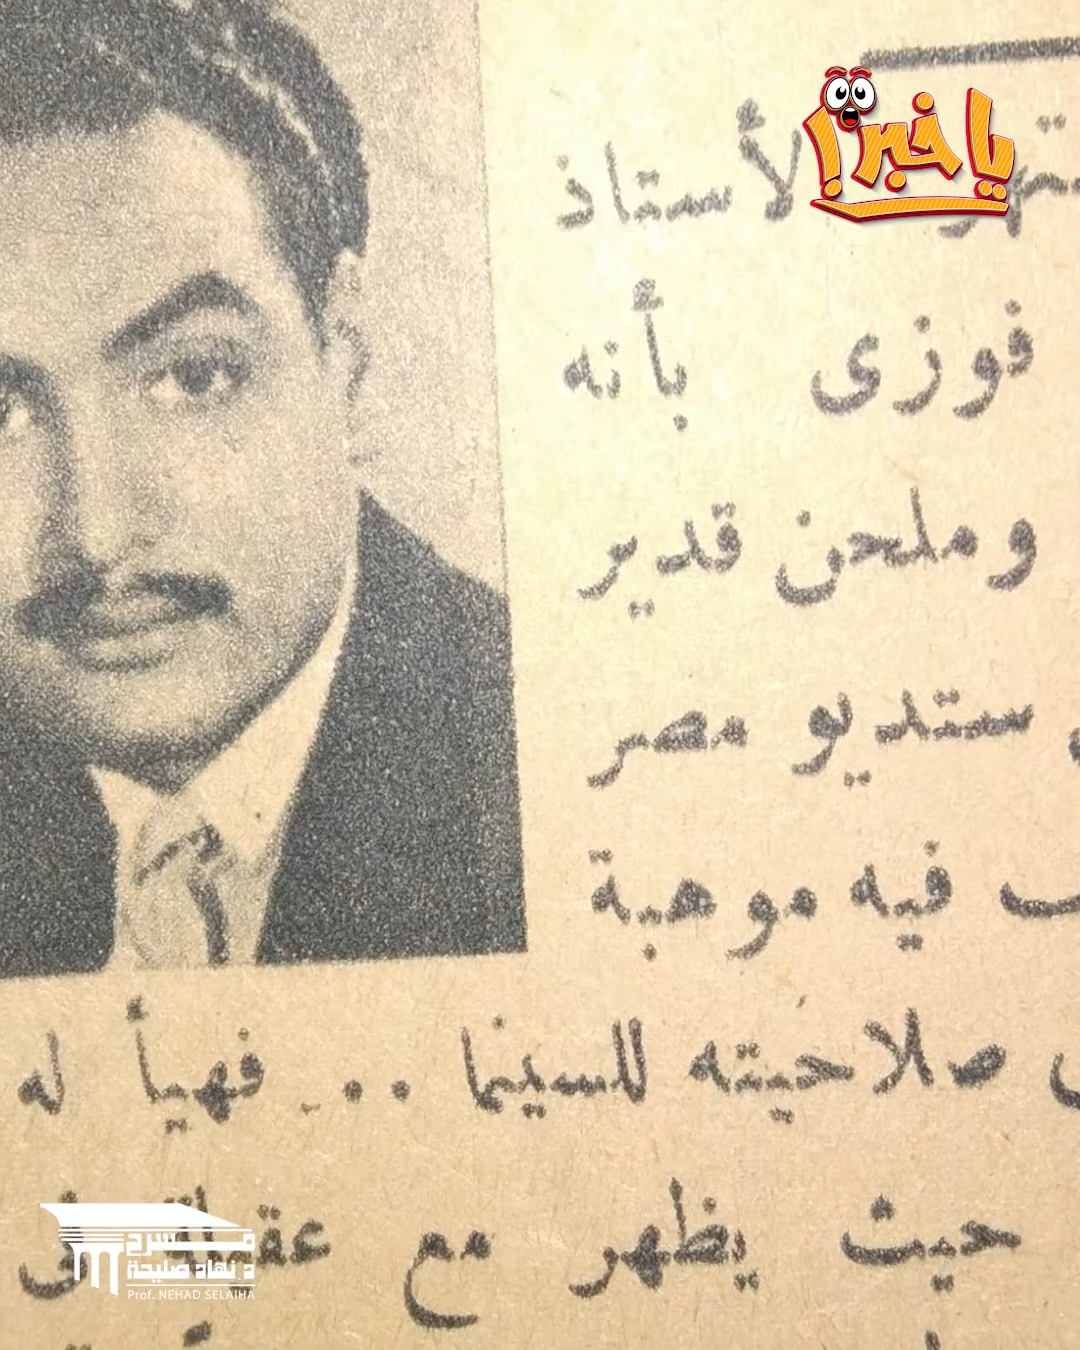 يا خبر!
الأستاذ
فوزى بأنه
وملحن قدير
ستديو مصر
فيه موهبة
صلاحيته للسينما .. فهيأ له
حيث يظهر مع
مسرح
د. نهاد صليحة
Prof. NEHAD SELAIHA